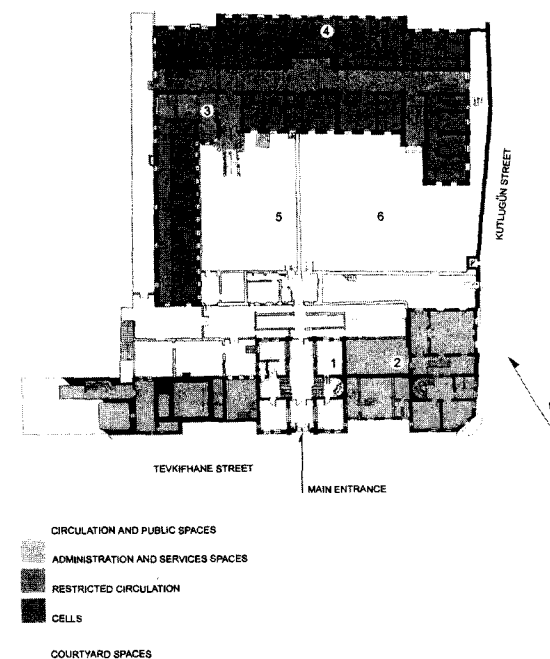 4
3
5
6
KUTLUGÜN STREET
1
2
TEVKIFHANE STREET
MAIN ENTRANCE
CIRCULATION AND PUBLIC SPACES
ADMINISTRATION AND SERVICES SPACES
RESTRICTED CIRCULATION
CELLS
COURTYARD SPACES